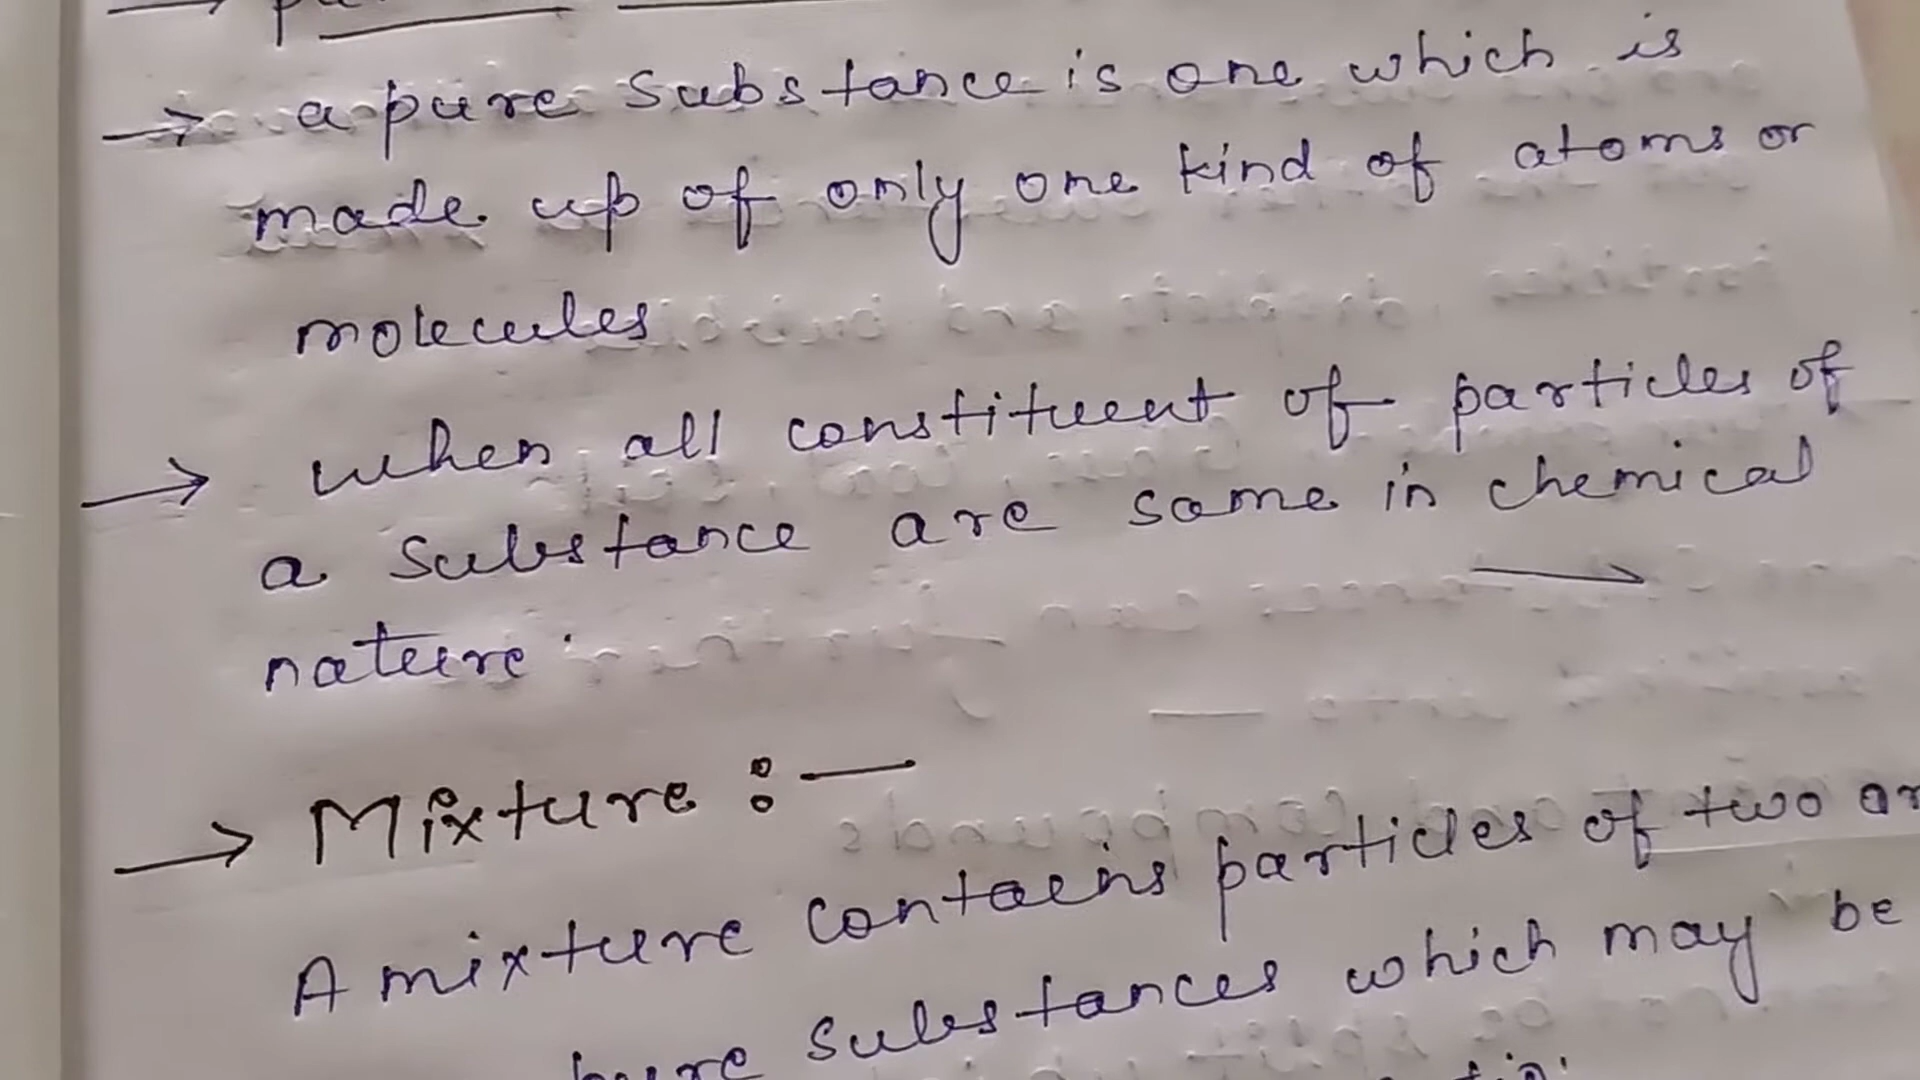 → a pure substance is one which is
made up of only one kind of atoms or
molecules
→ when all constituent of particles of
a substance are same in chemical
nature
→ Mixture :—
A mixture contains particles of two or
pure substances which may be